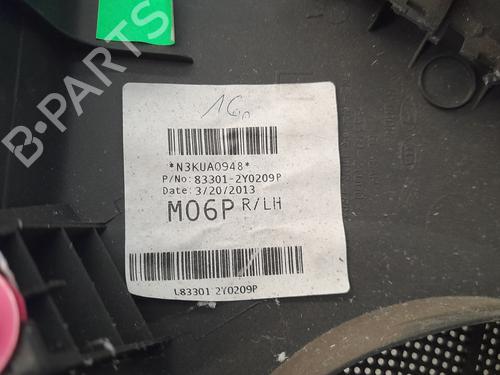 16
*N3KUA0948*
P/No: 83301-2Y0209P
Date: 3/20/2013
M06P R/LH
L83301 2Y0209P
B-PARTS